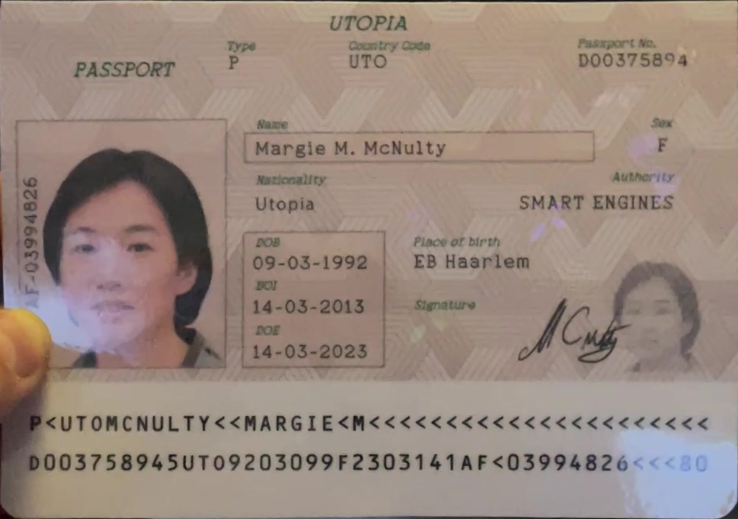 UTOPIA
Type Country Code Passport No.
PASSPORT P UTO D00375894
Name Sex
Margie M. McNulty F
Nationality Authority
Utopia SMART ENGINES
AF-03994826
DOB Place of birth
09-03-1992 EB Haarlem
DOI Signature
14-03-2013
DOE
14-03-2023
P<UTOMCNULTY<<MARGIE<M<<<<<<<<<<<<<<<<<<<<<<
D003758945UTO9203099F2303141AF<03994826<<<80